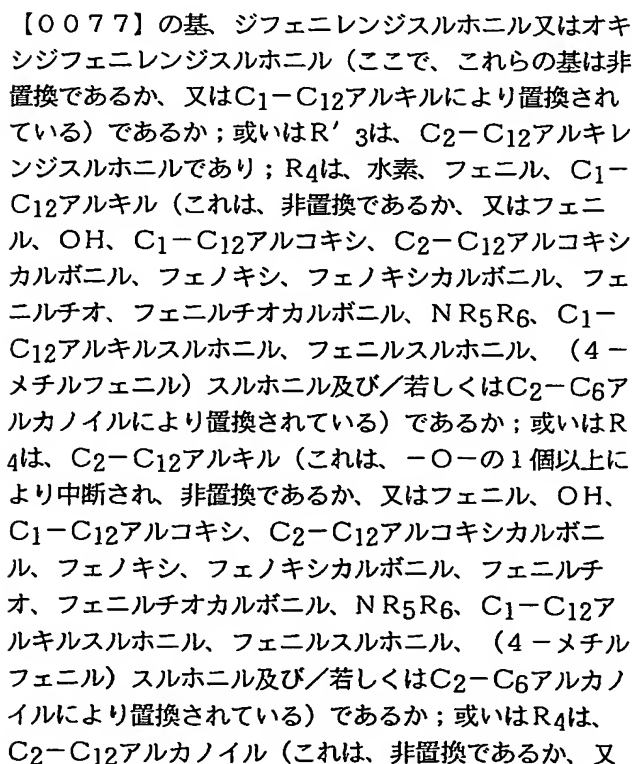 【0077】の基、ジフェニレンジスルホニル又はオキ
シジフェニレンジスルホニル（ここで、これらの基は非
置換であるか、又はC1－C12アルキルにより置換され
ている）であるか；或いはR’3は、C2－C12アルキレ
ンジスルホニルであり；R4は、水素、フェニル、C1－
C12アルキル（これは、非置換であるか、又はフェニ
ル、OH、C1－C12アルコキシ、C2－C12アルコキシ
カルボニル、フェノキシ、フェノキシカルボニル、フェ
ニルチオ、フェニルチオカルボニル、NR5R6、C1－
C12アルキルスルホニル、フェニルスルホニル、（4－
メチルフェニル）スルホニル及び／若しくはC2－C6ア
ルカノイルにより置換されている）であるか；或いはR
4は、C2－C12アルキル（これは、－O－の1個以上に
より中断され、非置換であるか、又はフェニル、OH、
C1－C12アルコキシ、C2－C12アルコキシカルボニ
ル、フェノキシ、フェノキシカルボニル、フェニルチ
オ、フェニルチオカルボニル、NR5R6、C1－C12ア
ルキルスルホニル、フェニルスルホニル、（4－メチル
フェニル）スルホニル及び／若しくはC2－C6アルカノ
イルにより置換されている）であるか；或いはR4は、
C2－C12アルカノイル（これは、非置換であるか、又